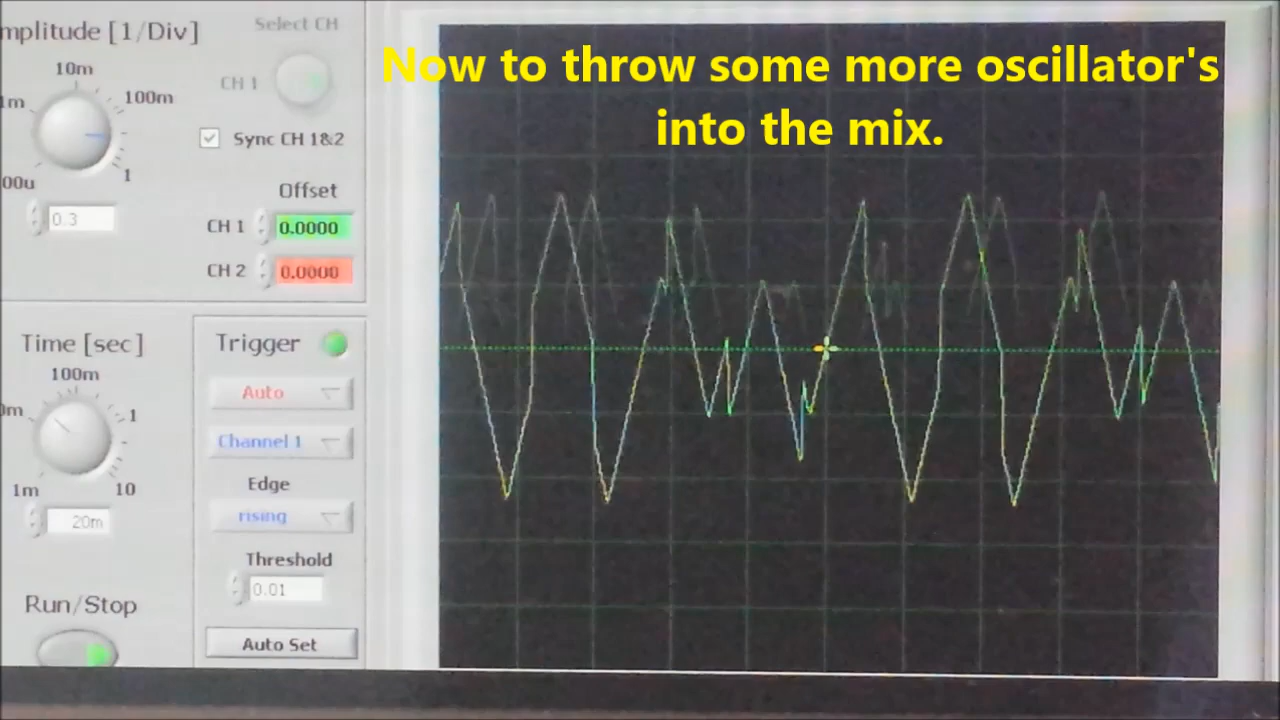 mplitude [1/Div]
Select CH
Now to throw some more oscillator's
into the mix.
10m
1m
100m
CH 1
Sync CH 1&2
00u
1
0.3
Offset
CH 1
0.0000
CH 2
0.0000
Time [sec]
Trigger
100m
0m
1
Auto
Channel 1
1m
10
Edge
20m
rising
Threshold
0.01
Run/Stop
Auto Set